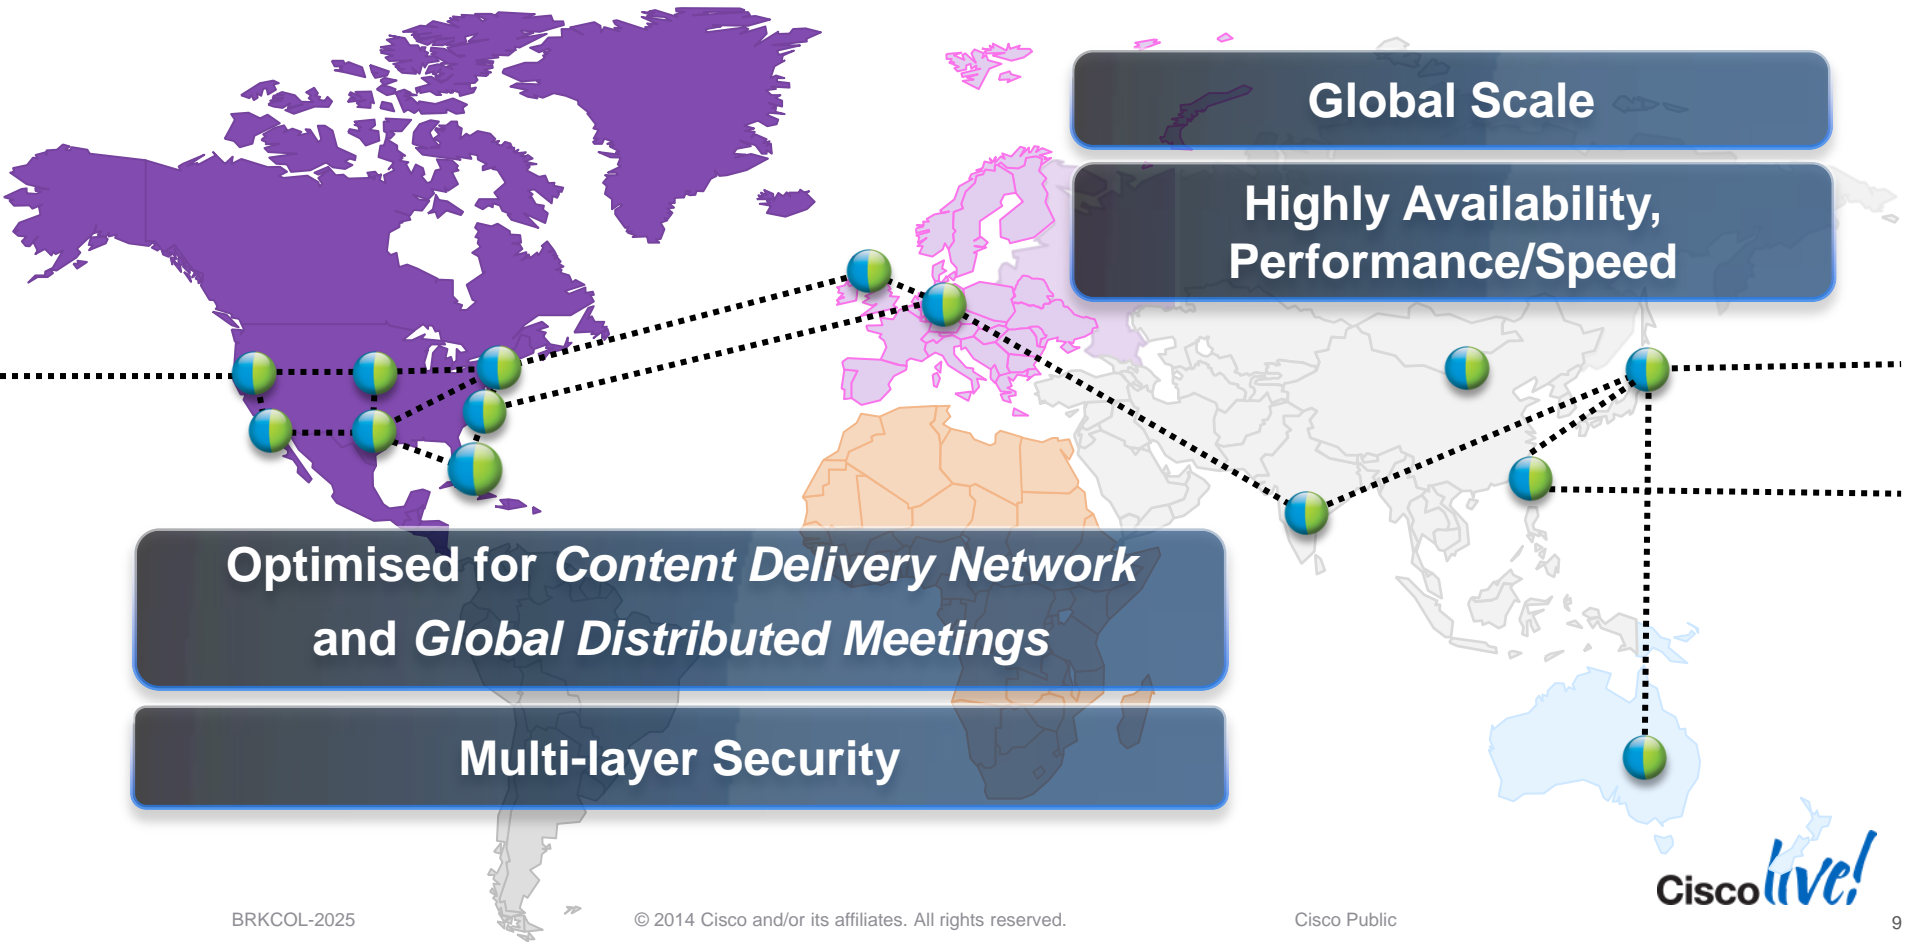 Global Scale
Highly Availability,
Performance/Speed
Optimised for Content Delivery Network
and Global Distributed Meetings
Multi-layer Security
Cisco live!
BRKCOL-2025
© 2014 Cisco and/or its affiliates. All rights reserved.
Cisco Public
9